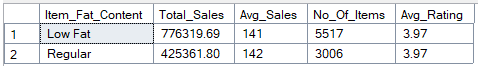 Item_Fat_Content Total_Sales Avg_Sales No_Of_Items Avg_Rating
1 Low Fat 776319.69 141 5517 3.97
2 Regular 425361.80 142 3006 3.97